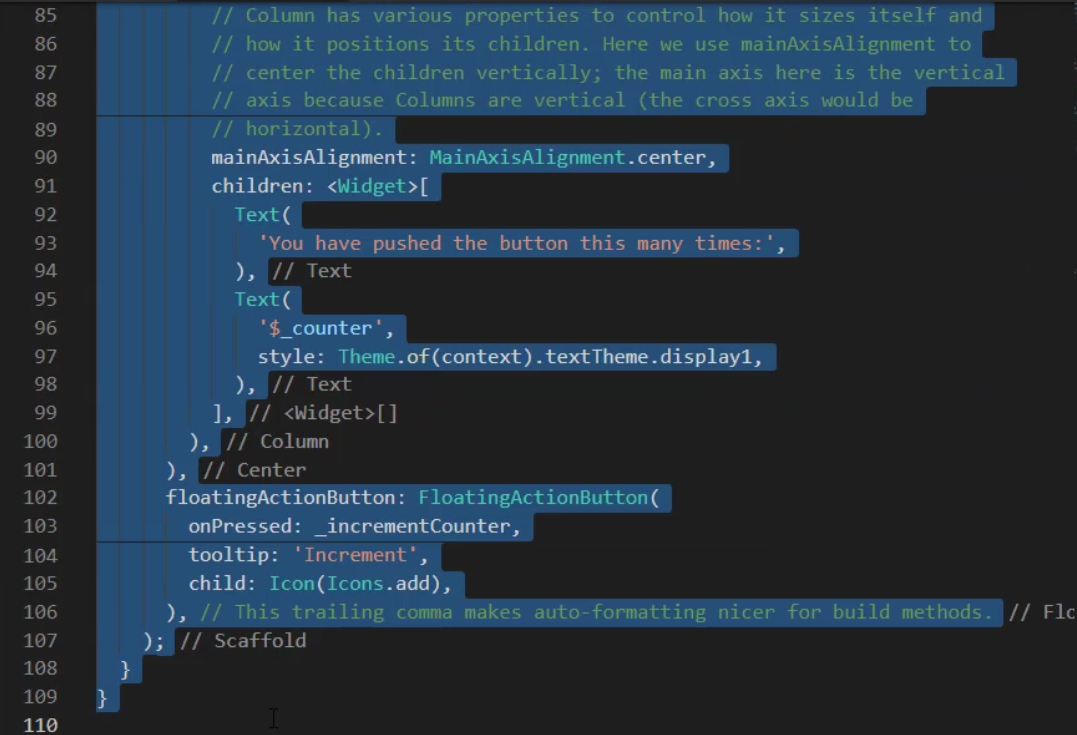 85 // Column has various properties to control how it sizes itself and
86 // how it positions its children. Here we use mainAxisAlignment to
87 // center the children vertically; the main axis here is the vertical
88 // axis because Columns are vertical (the cross axis would be
89 // horizontal).
90 mainAxisAlignment: MainAxisAlignment.center,
91 children: <Widget>[
92 Text(
93 'You have pushed the button this many times:',
94 ), // Text
95 Text(
96 '$_counter',
97 style: Theme.of(context).textTheme.display1,
98 ), // Text
99 ], // <Widget>[]
100 ), // Column
101 ), // Center
102 floatingActionButton: FloatingActionButton(
103 onPressed: _incrementCounter,
104 tooltip: 'Increment',
105 child: Icon(Icons.add),
106 ), // This trailing comma makes auto-formatting nicer for build methods. //
107 ); // Scaffold
108 }
109 }
110